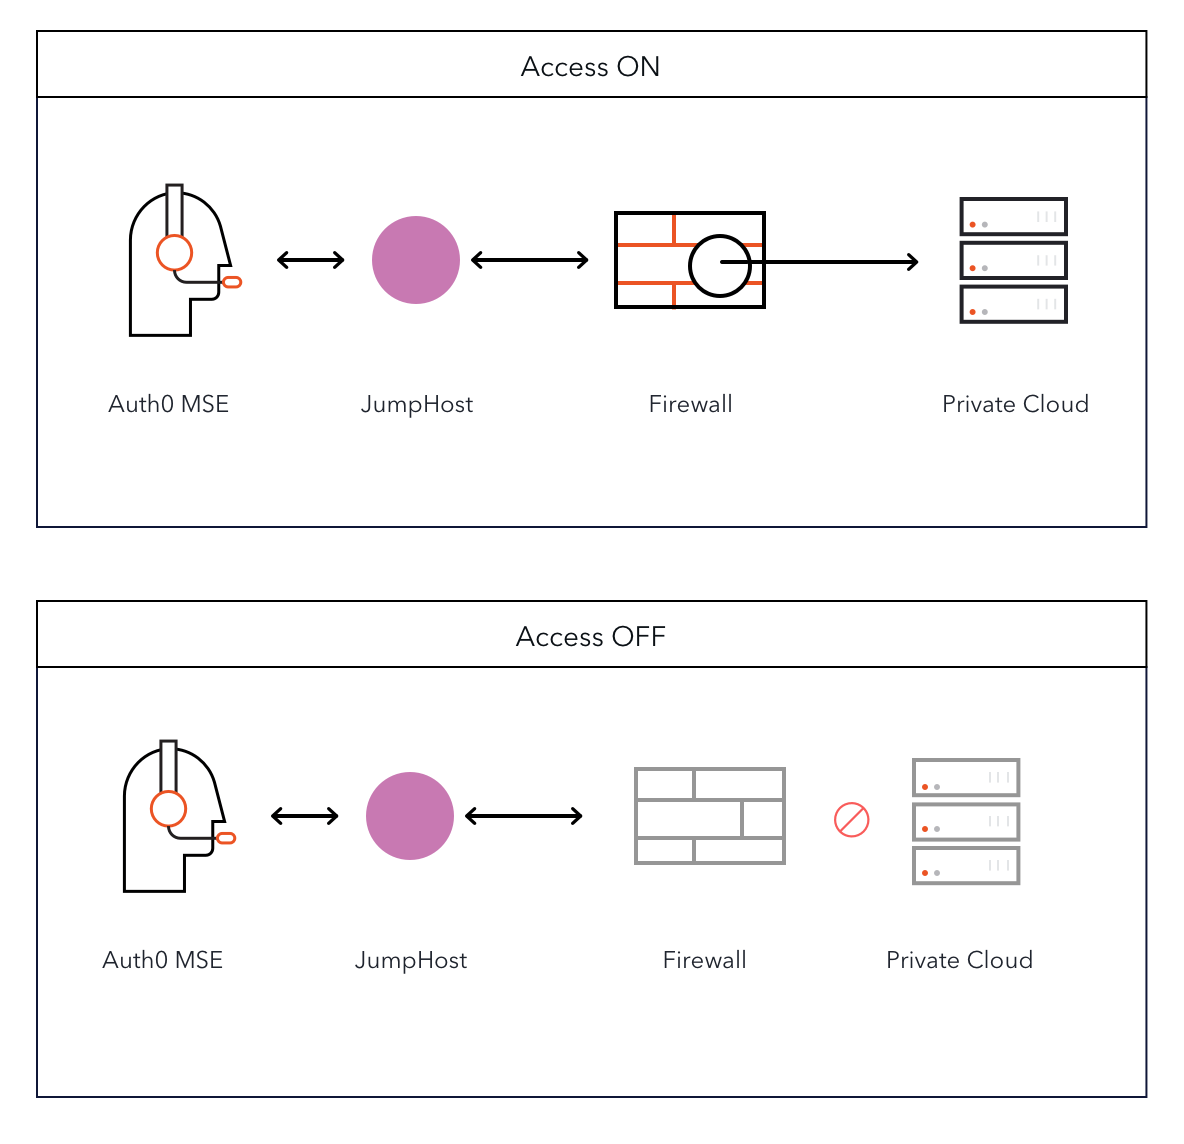 Access ON
Auth0 MSE
JumpHost
Firewall
Private Cloud
Access OFF
Auth0 MSE
JumpHost
Firewall
Private Cloud